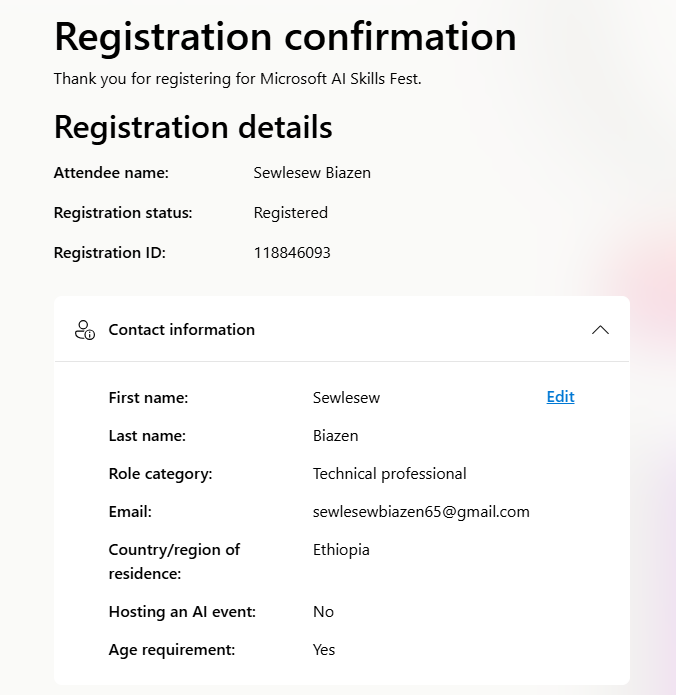 Registration confirmation
Thank you for registering for Microsoft AI Skills Fest.
Registration details
Attendee name: Sewlesew Biazen
Registration status: Registered
Registration ID: 118846093
Contact information
First name: Sewlesew Edit
Last name: Biazen
Role category: Technical professional
Email: sewlesewbiazen65@gmail.com
Country/region of Ethiopia
residence:
Hosting an AI event: No
Age requirement: Yes